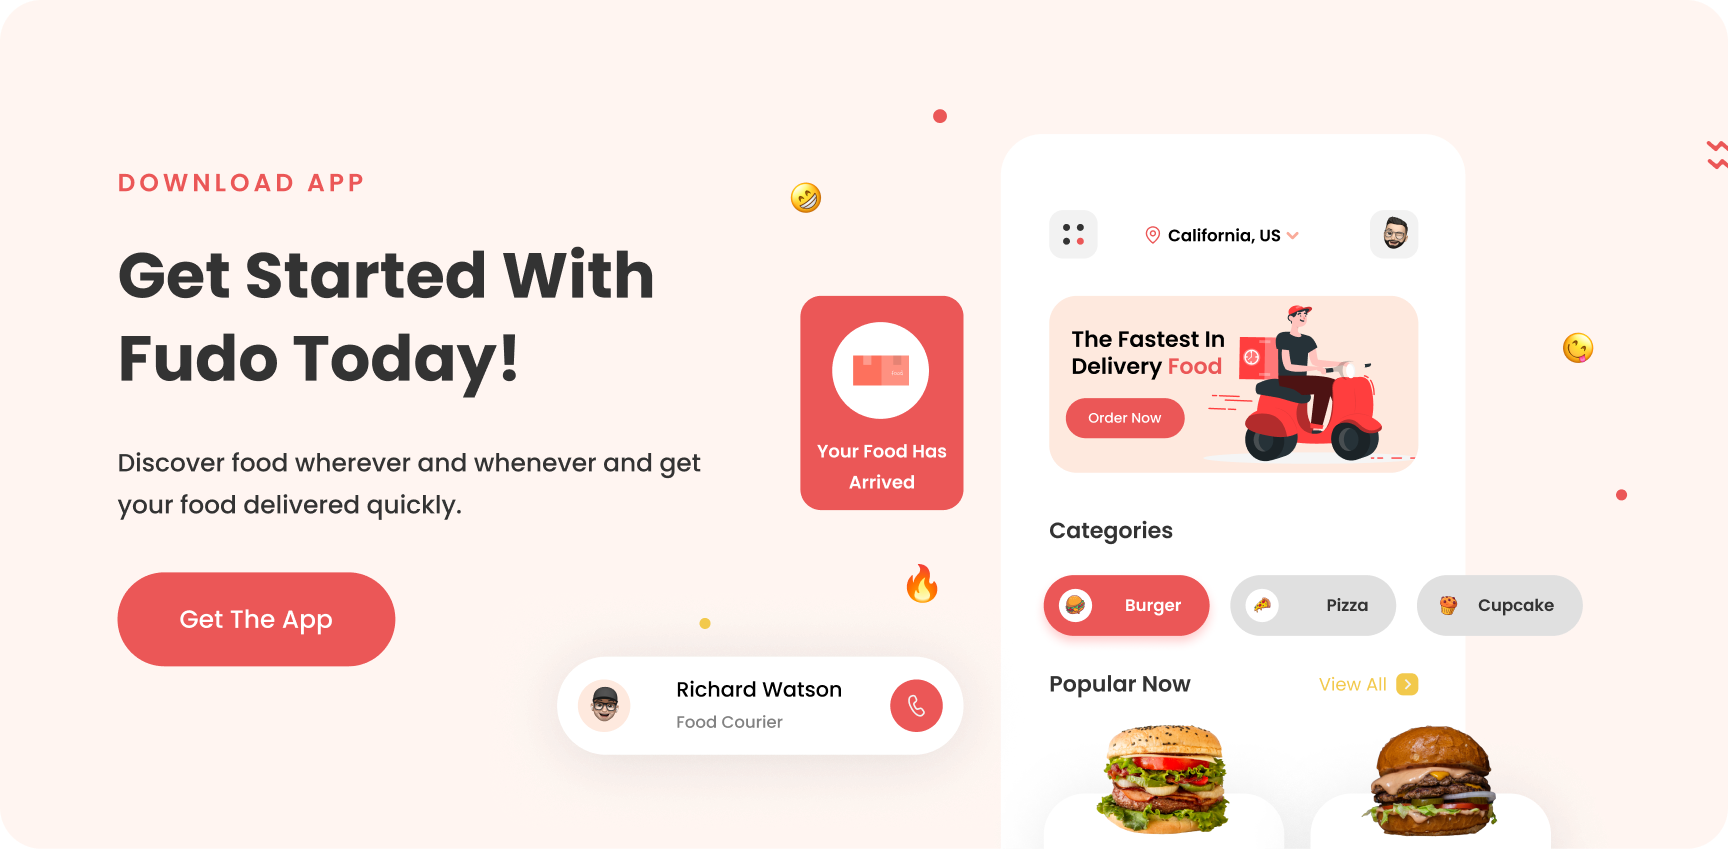 DOWNLOAD APP
Get Started With
Fudo Today!
Discover food wherever and whenever and get
your food delivered quickly.
Get The App
Your Food Has
Arrived
Richard Watson
Food Courier
California, US
The Fastest In
Delivery Food
Order Now
Categories
Burger
Pizza
Cupcake
Popular Now
View All